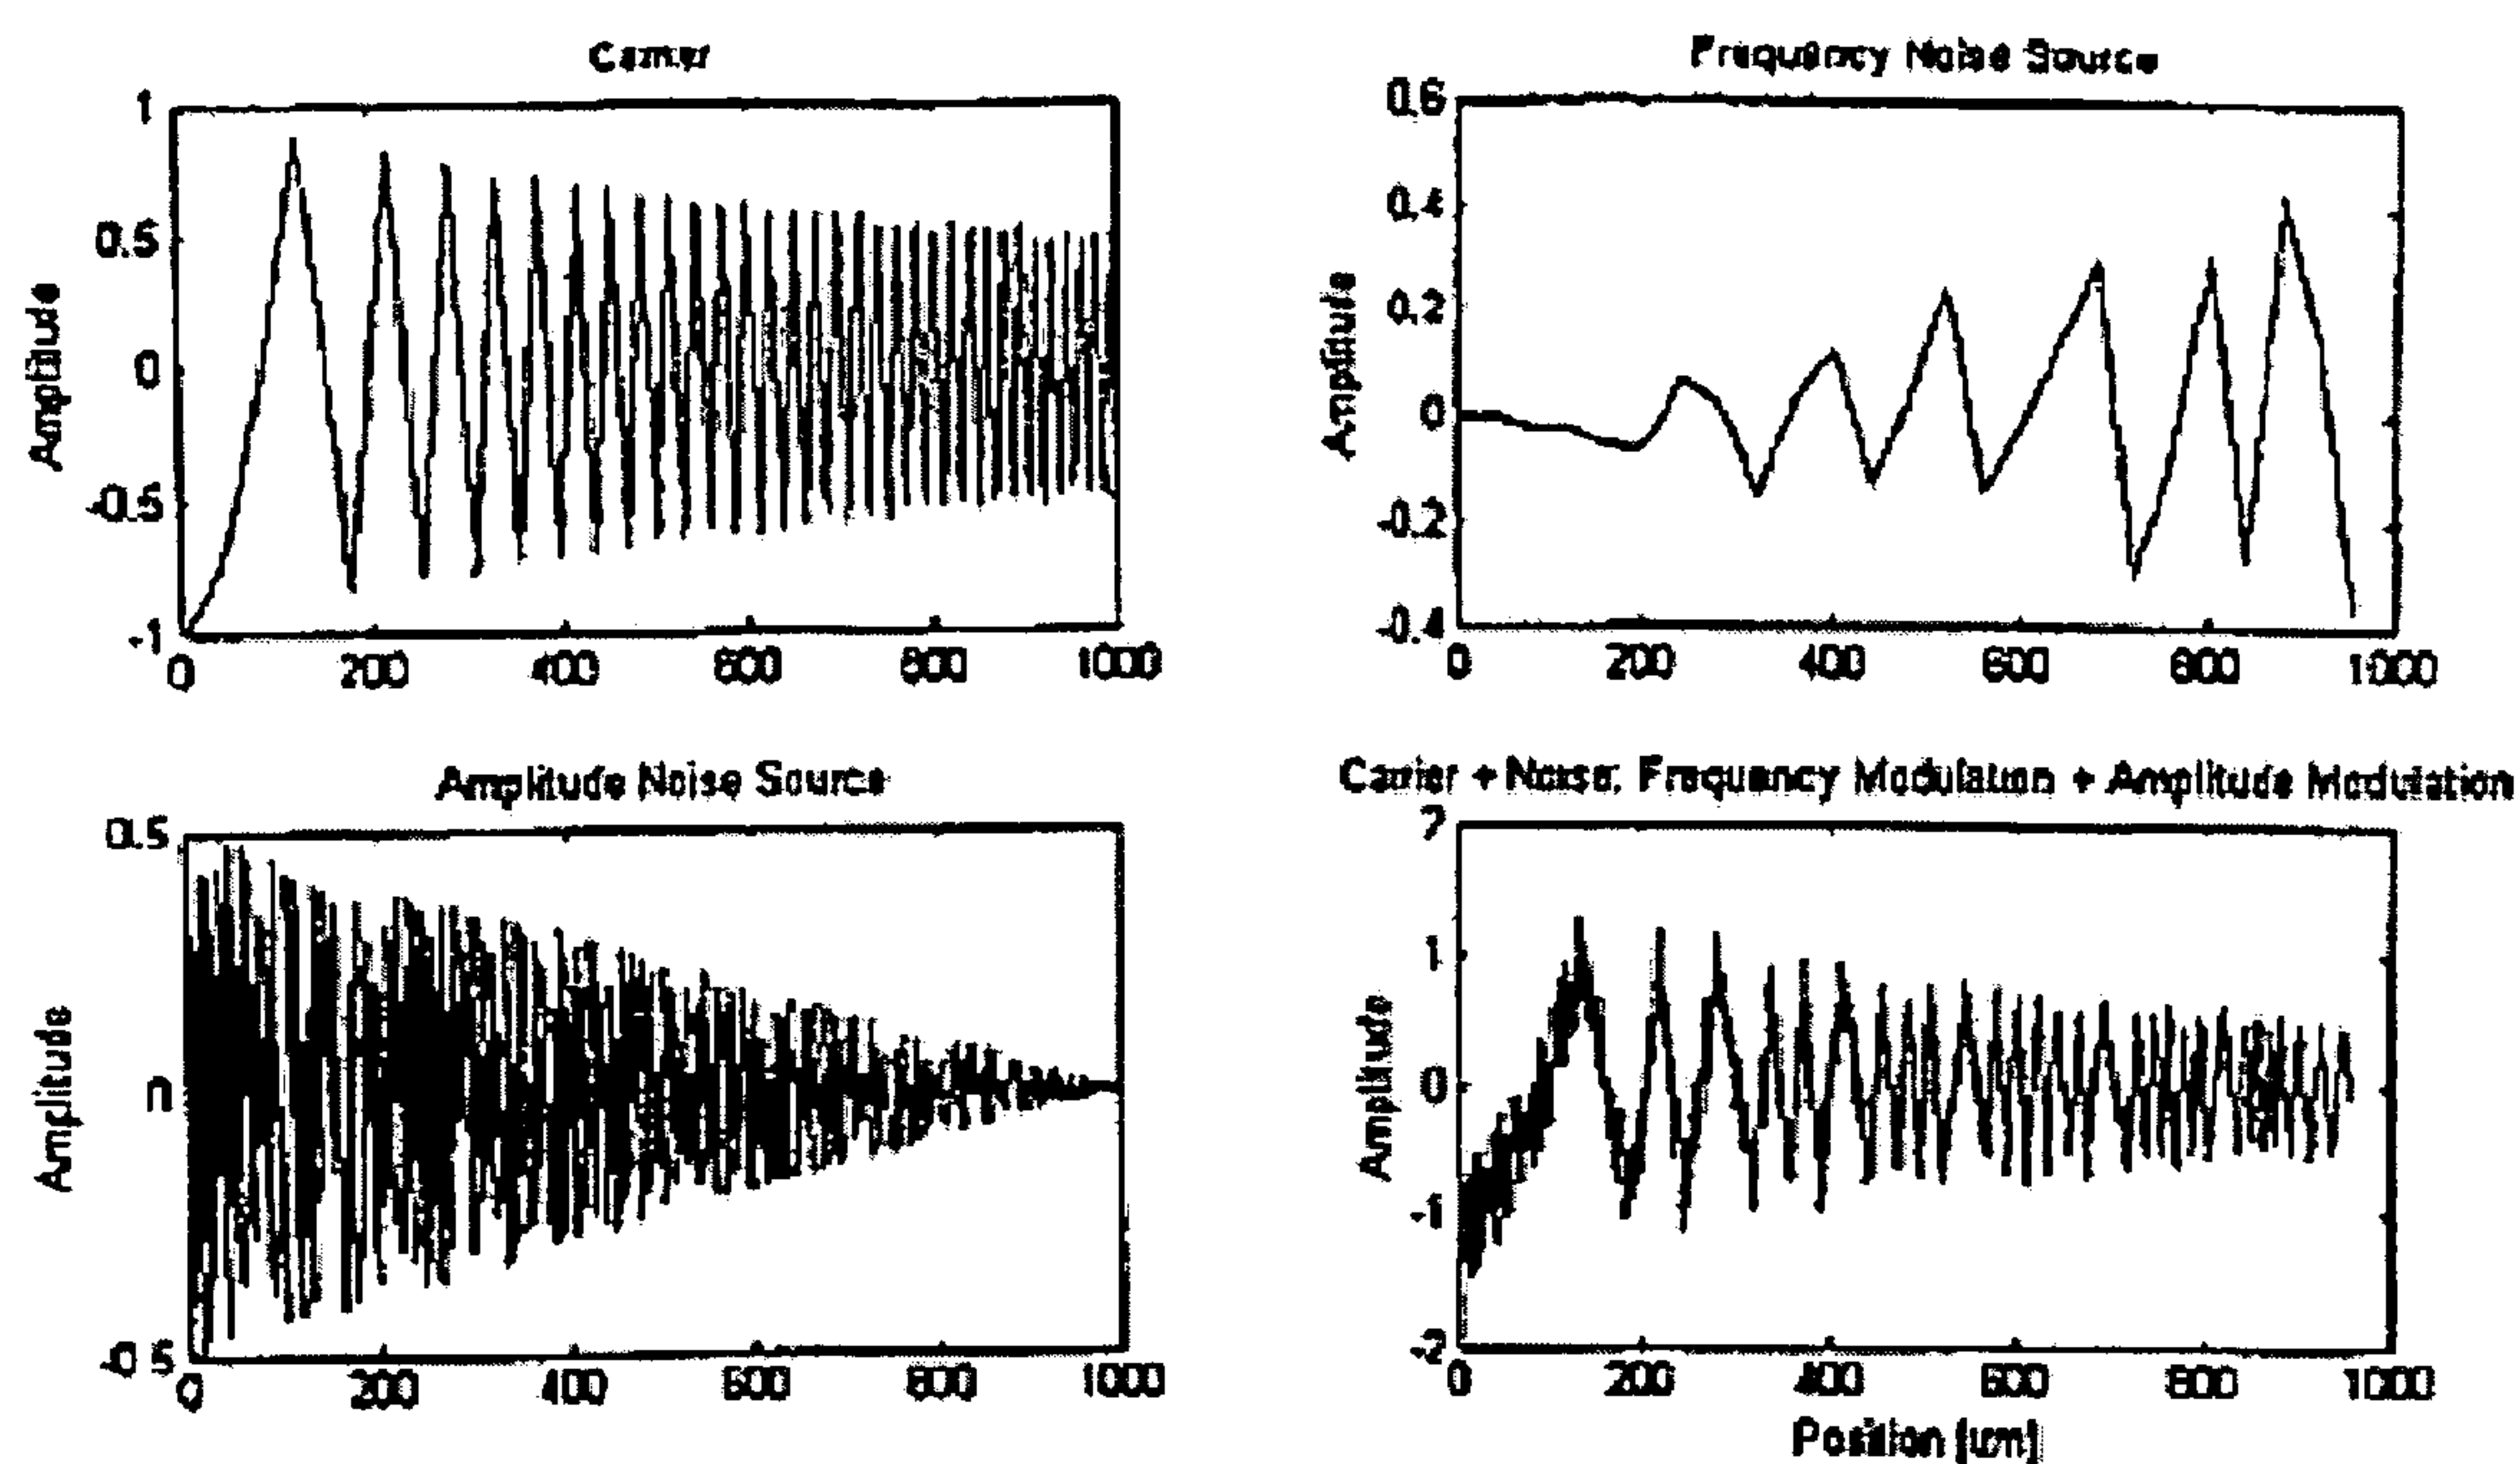 Carrier
1
0.5
0
-0.5
-1
Amplitude
0 200 400 600 800 1000
Frequency Noise Source
0.6
0.4
0.2
0
-0.2
-0.4
Amplitude
0 200 400 600 800 1000
Amplitude Noise Source
0.5
0
-0.5
Amplitude
0 200 400 600 800 1000
Carrier + Noise: Frequency Modulation + Amplitude Modulation
2
1
0
-1
-2
Amplitude
0 200 400 600 800 1000
Position [um]